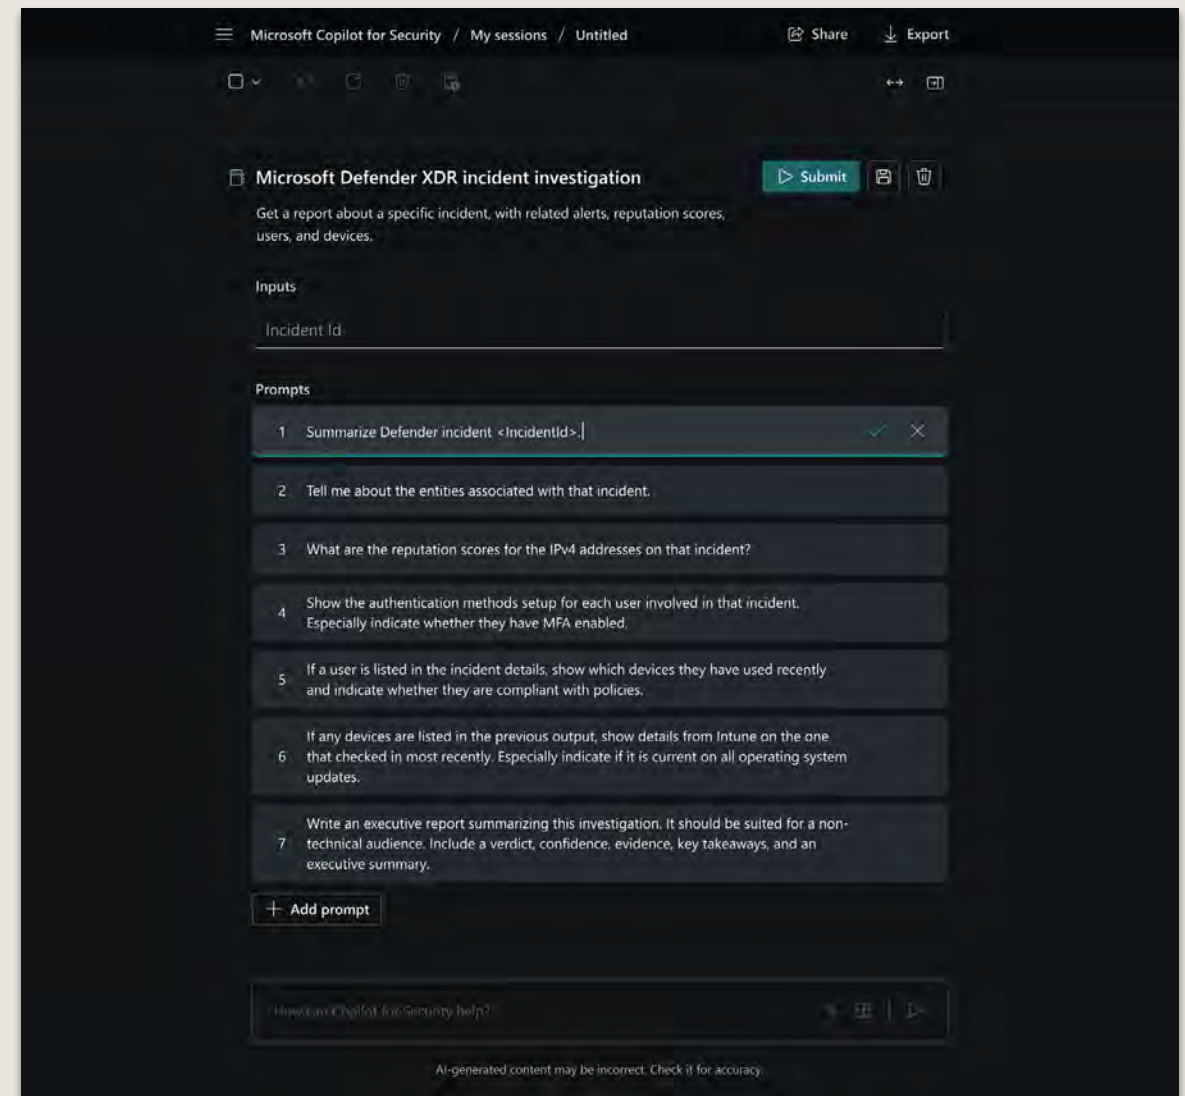 Microsoft Copilot for Security / My sessions / Untitled
Share
Export
Microsoft Defender XDR incident investigation
Submit
Get a report about a specific incident, with related alerts, reputation scores,
users, and devices.
Inputs
Incident Id
Prompts
1 Summarize Defender incident <IncidentId>.
2 Tell me about the entities associated with that incident.
3 What are the reputation scores for the IPv4 addresses on that incident?
4 Show the authentication methods setup for each user involved in that incident.
Especially indicate whether they have MFA enabled.
5 If a user is listed in the incident details, show which devices they have used recently
and indicate whether they are compliant with policies.
6 If any devices are listed in the previous output, show details from Intune on the one
that checked in most recently. Especially indicate if it is current on all operating system
updates.
7 Write an executive report summarizing this investigation. It should be suited for a non-
technical audience. Include a verdict, confidence, evidence, key takeaways, and an
executive summary.
+ Add prompt
How can Copilot for Security help?
AI-generated content may be incorrect. Check it for accuracy.